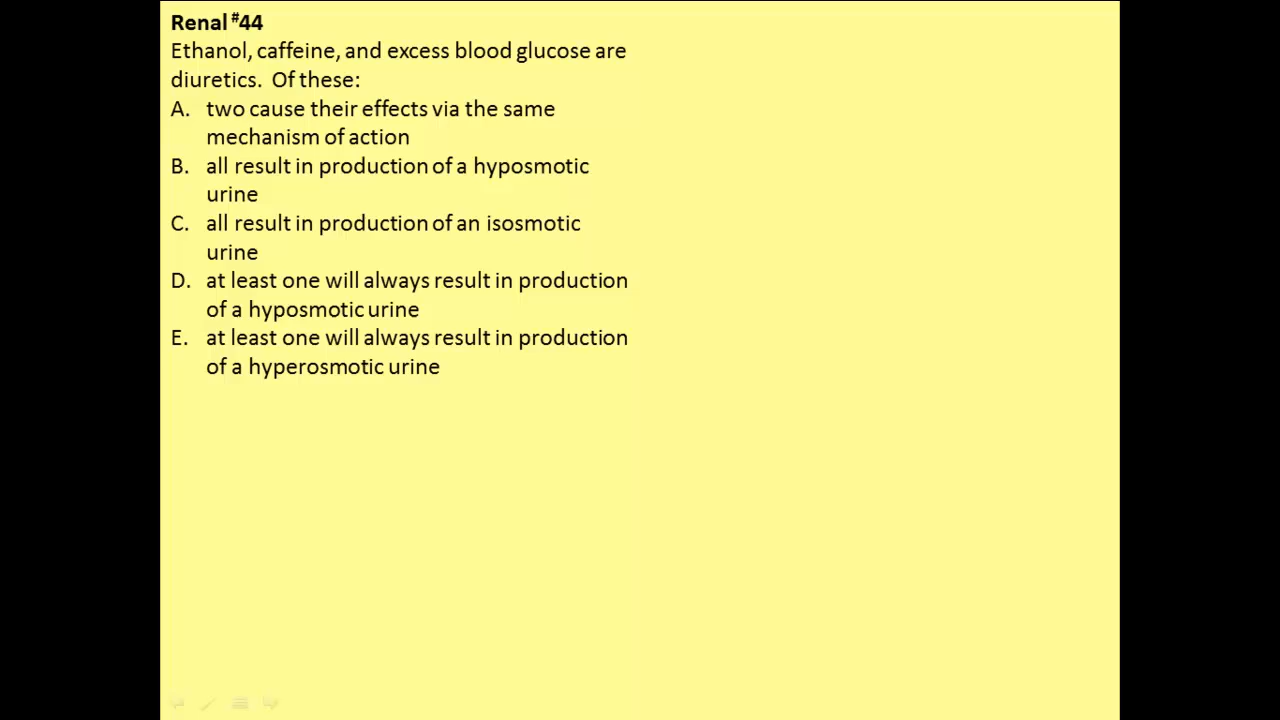 Renal #44
Ethanol, caffeine, and excess blood glucose are
diuretics. Of these:
A. two cause their effects via the same
mechanism of action
B. all result in production of a hyposmotic
urine
C. all result in production of an isosmotic
urine
D. at least one will always result in production
of a hyposmotic urine
E. at least one will always result in production
of a hyperosmotic urine